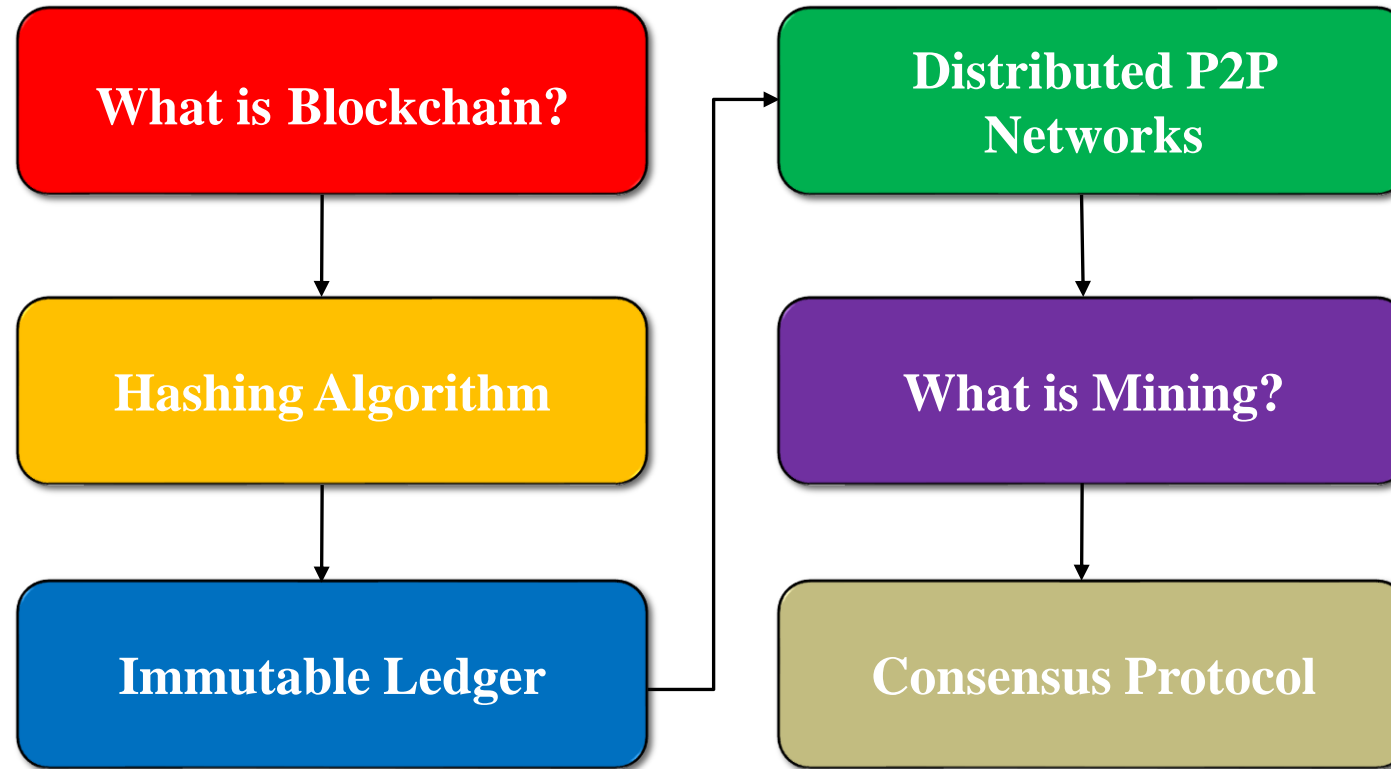 What is Blockchain?
Hashing Algorithm
Immutable Ledger
Distributed P2P
Networks
What is Mining?
Consensus Protocol